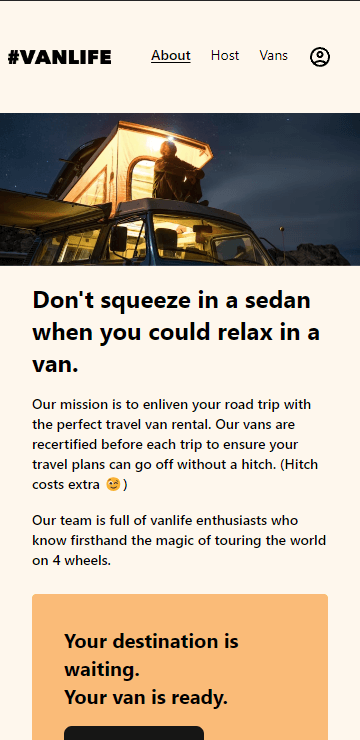 #VANLIFE About Host Vans
Don't squeeze in a sedan
when you could relax in a
van.
Our mission is to enliven your road trip with
the perfect travel van rental. Our vans are
recertified before each trip to ensure your
travel plans can go off without a hitch. (Hitch
costs extra 😉)
Our team is full of vanlife enthusiasts who
know firsthand the magic of touring the world
on 4 wheels.
Your destination is
waiting.
Your van is ready.